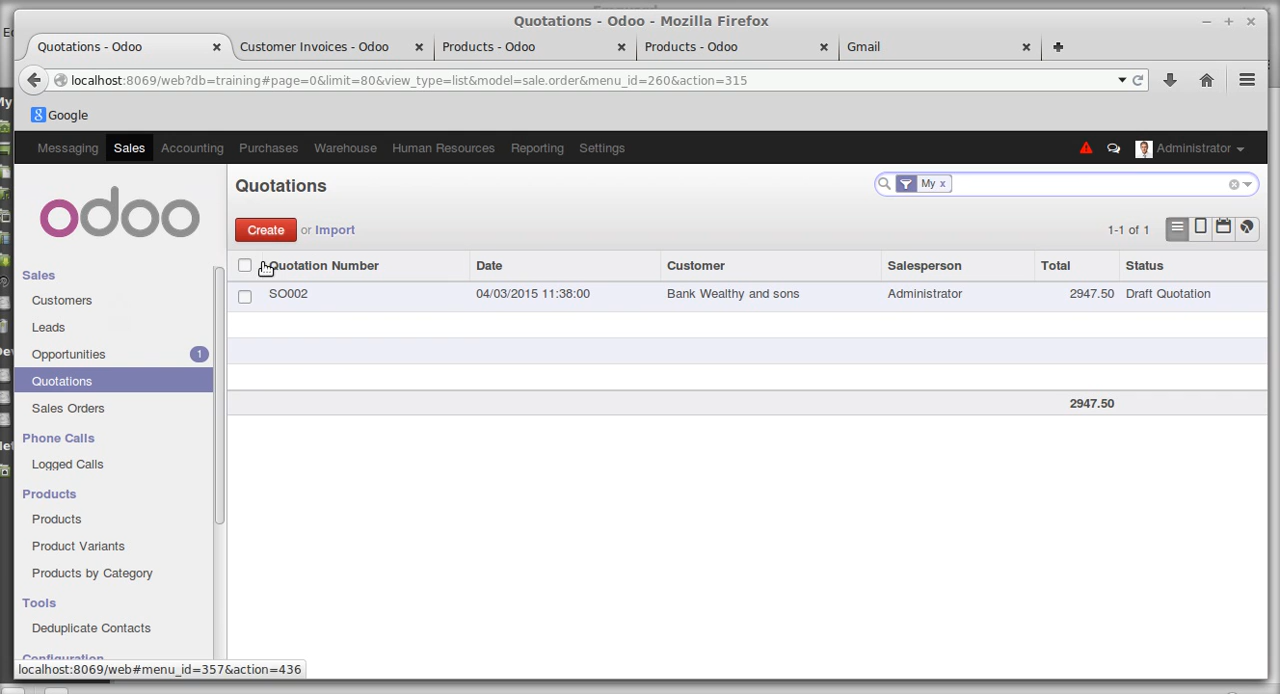 Quotations - Odoo - Mozilla Firefox
Quotations - Odoo
Customer Invoices - Odoo
Products - Odoo
Products - Odoo
Gmail
localhost:8069/web?db=training#page=0&limit=80&view_type=list&model=sale.order&menu_id=260&action=315
Google
Messaging Sales Accounting Purchases Warehouse Human Resources Reporting Settings Administrator
odoo
Quotations
My x
Create or Import
1-1 of 1
Quotation Number Date Customer Salesperson Total Status
SO002 04/03/2015 11:38:00 Bank Wealthy and sons Administrator 2947.50 Draft Quotation
2947.50
Sales
Customers
Leads
Opportunities 1
Quotations
Sales Orders
Phone Calls
Logged Calls
Products
Products
Product Variants
Products by Category
Tools
Deduplicate Contacts
Configuration
localhost:8069/web#menu_id=357&action=436